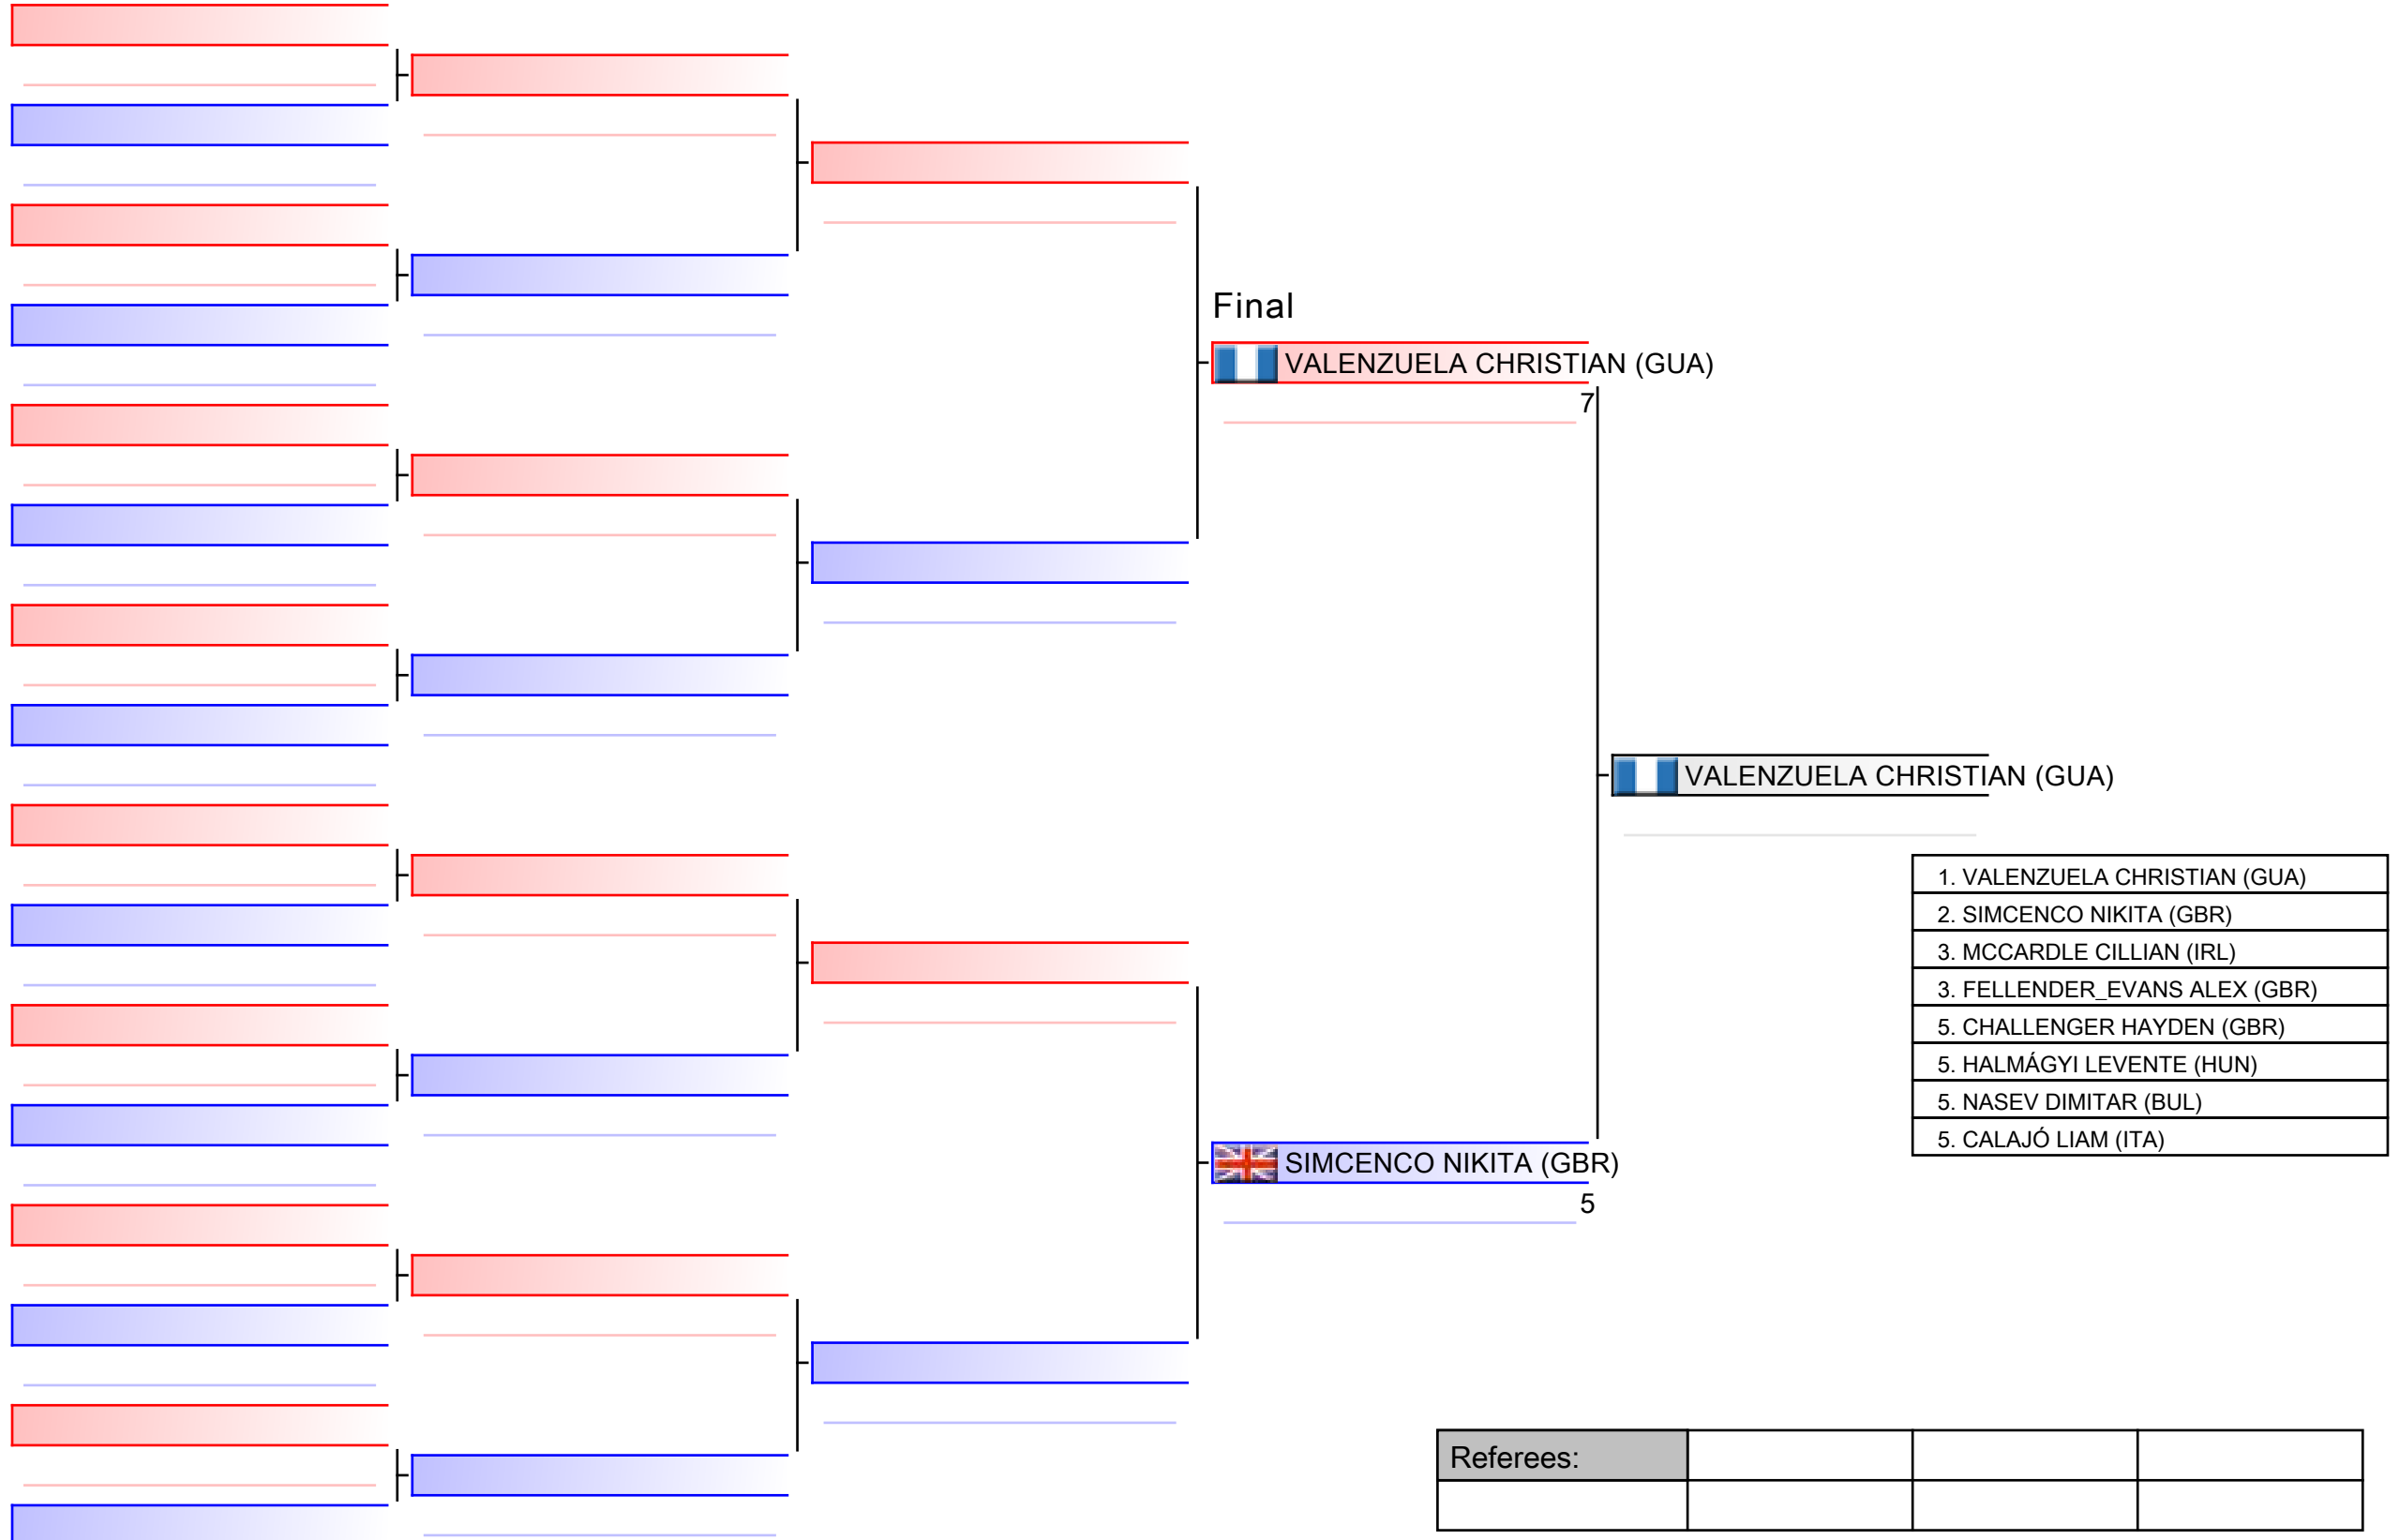 Final
VALENZUELA CHRISTIAN (GUA)
7
VALENZUELA CHRISTIAN (GUA)
1. VALENZUELA CHRISTIAN (GUA)
2. SIMCENCO NIKITA (GBR)
3. MCCARDLE CILLIAN (IRL)
3. FELLENDER_EVANS ALEX (GBR)
5. CHALLENGER HAYDEN (GBR)
5. HALMÁGYI LEVENTE (HUN)
5. NASEV DIMITAR (BUL)
5. CALAJÓ LIAM (ITA)
SIMCENCO NIKITA (GBR)
5
Referees: